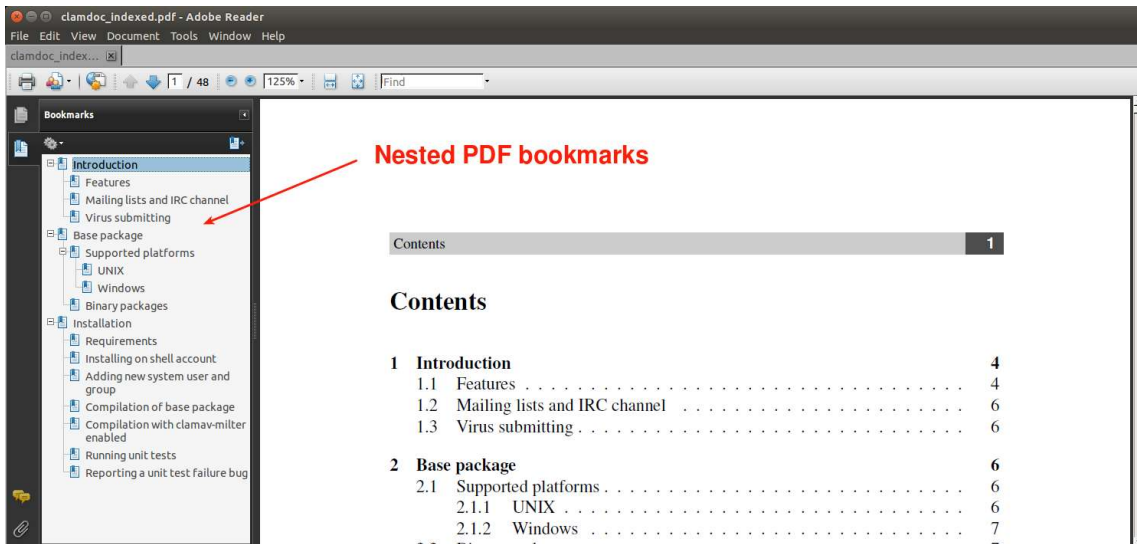 clamdoc_indexed.pdf - Adobe Reader
File Edit View Document Tools Window Help
clamdoc_index...
1 / 48 125% Find
Bookmarks
Introduction
Features
Mailing lists and IRC channel
Virus submitting
Base package
Supported platforms
UNIX
Windows
Binary packages
Installation
Requirements
Installing on shell account
Adding new system user and
group
Compilation of base package
Compilation with clamav-milter
enabled
Running unit tests
Reporting a unit test failure bug
Nested PDF bookmarks
Contents 1
Contents
1 Introduction 4
1.1 Features . . . . . . . . . . . . . . . . . . . . . . . . . . . . . . . . . . 4
1.2 Mailing lists and IRC channel . . . . . . . . . . . . . . . . . . . . . . 6
1.3 Virus submitting . . . . . . . . . . . . . . . . . . . . . . . . . . . . . . 6
2 Base package 6
2.1 Supported platforms . . . . . . . . . . . . . . . . . . . . . . . . . . . . 6
2.1.1 UNIX . . . . . . . . . . . . . . . . . . . . . . . . . . . . . . . . 6
2.1.2 Windows . . . . . . . . . . . . . . . . . . . . . . . . . . . . . 7